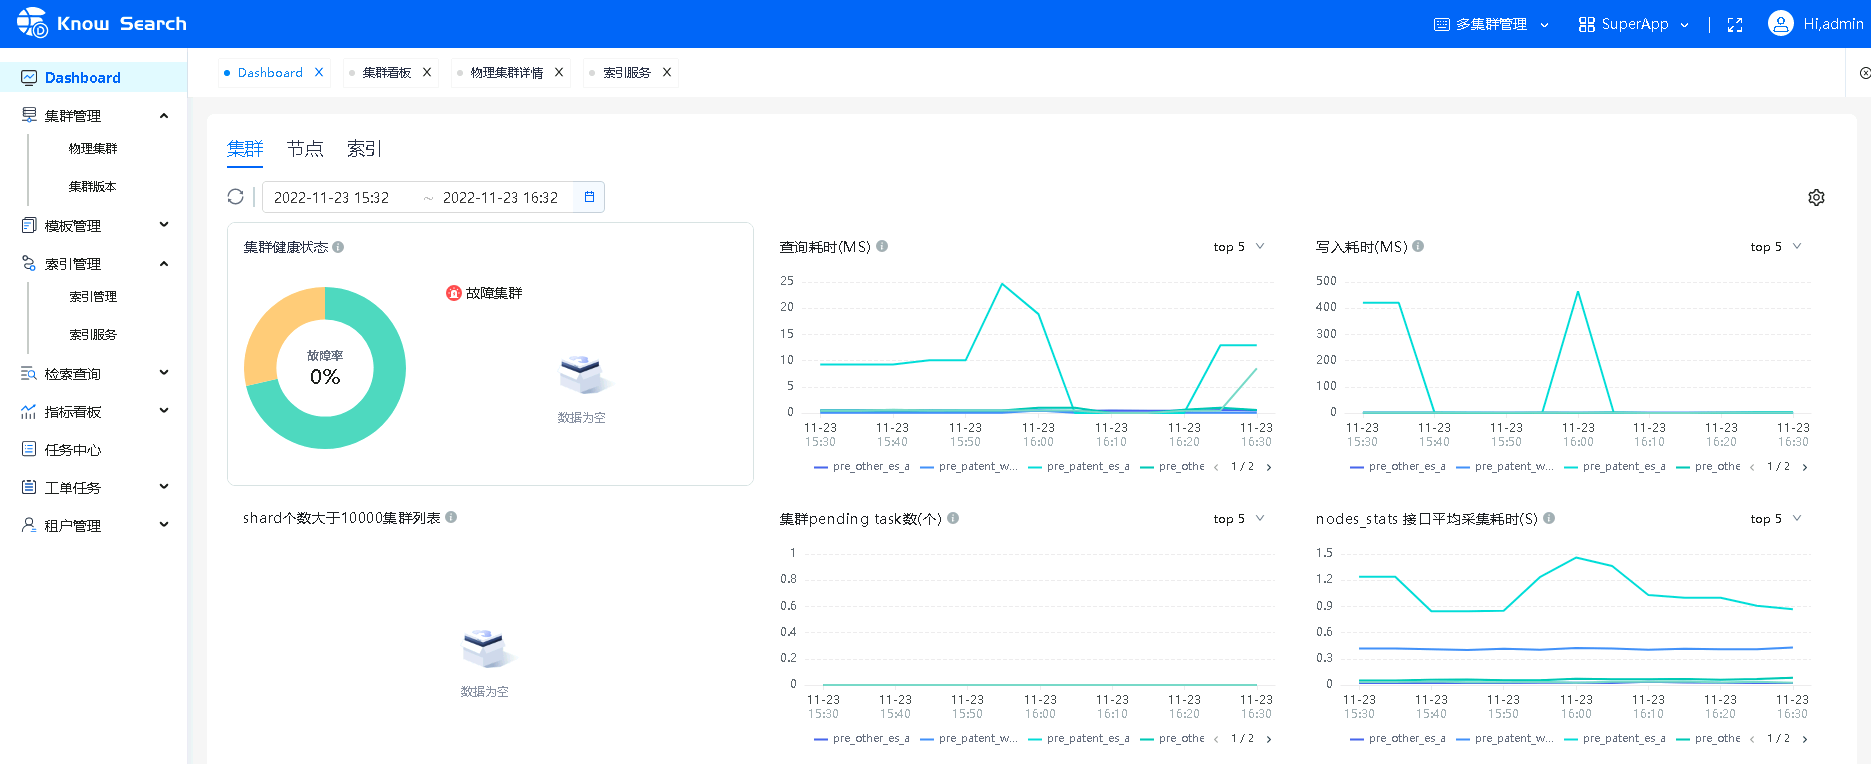 Know Search
多集群管理
SuperApp
Hi,admin
Dashboard
集群管理
物理集群
集群版本
模板管理
索引管理
索引管理
索引服务
检索查询
指标看板
任务中心
工单任务
租户管理
Dashboard X
集群看板 X
物理集群详情 X
索引服务 X
集群 节点 索引
2022-11-23 15:32 ~ 2022-11-23 16:32
集群健康状态
故障率
0%
故障集群
数据为空
查询耗时(MS)
top 5
25
20
15
10
5
0
11-23 11-23 11-23 11-23 11-23 11-23 11-23
15:30 15:40 15:50 16:00 16:10 16:20 16:30
pre_other_es_a pre_patent_w... pre_patent_es_a pre_othe 1 / 2
写入耗时(MS)
top 5
500
400
300
200
100
0
11-23 11-23 11-23 11-23 11-23 11-23 11-23
15:30 15:40 15:50 16:00 16:10 16:20 16:30
pre_other_es_a pre_patent_w... pre_patent_es_a pre_othe 1 / 2
shard个数大于10000集群列表
数据为空
集群pending task数(个)
top 5
1
0.8
0.6
0.4
0.2
0
11-23 11-23 11-23 11-23 11-23 11-23 11-23
15:30 15:40 15:50 16:00 16:10 16:20 16:30
pre_other_es_a pre_patent_w... pre_patent_es_a pre_othe 1 / 2
nodes_stats 接口平均采集耗时(S)
top 5
1.5
1.2
0.9
0.6
0.3
0
11-23 11-23 11-23 11-23 11-23 11-23 11-23
15:30 15:40 15:50 16:00 16:10 16:20 16:30
pre_other_es_a pre_patent_w... pre_patent_es_a pre_othe 1 / 2